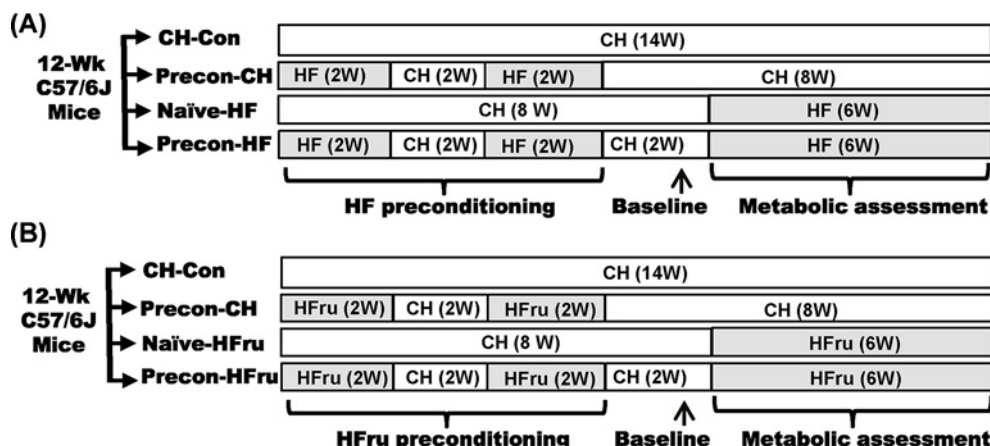 (A)
12-Wk
C57/6J
Mice
CH-Con
CH (14W)
Precon-CH
HF (2W) CH (2W) HF (2W) CH (8W)
Naïve-HF
CH (8 W) HF (6W)
Precon-HF
HF (2W) CH (2W) HF (2W) CH (2W) HF (6W)
HF preconditioning Baseline Metabolic assessment
(B)
12-Wk
C57/6J
Mice
CH-Con
CH (14W)
Precon-CH
HFru (2W) CH (2W) HFru (2W) CH (8W)
Naïve-HFru
CH (8 W) HFru (6W)
Precon-HFru
HFru (2W) CH (2W) HFru (2W) CH (2W) HFru (6W)
HFru preconditioning Baseline Metabolic assessment